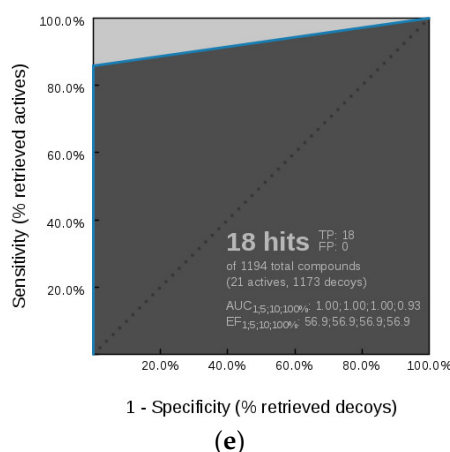 100.0%
80.0%
60.0%
40.0%
20.0%
Sensitivity (% retrieved actives)
18 hits TP: 18
FP: 0
of 1194 total compounds
(21 actives, 1173 decoys)
AUC1;5;10;100%: 1.00;1.00;1.00;0.93
EF1;5;10;100%: 56.9;56.9;56.9;56.9
20.0% 40.0% 60.0% 80.0% 100.0%
1 - Specificity (% retrieved decoys)
(e)